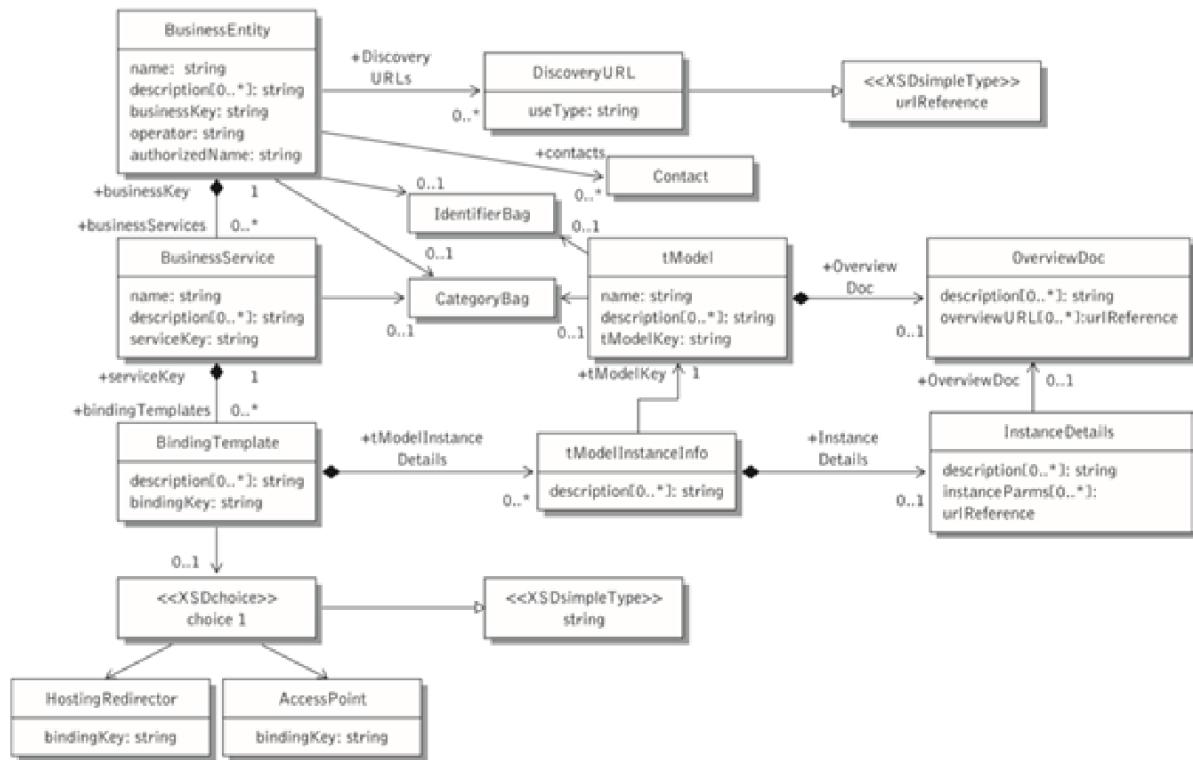 BusinessEntity
name: string
description[0..*]: string
businessKey: string
operator: string
authorizedName: string
+Discovery
URLs
0..*
DiscoveryURL
useType: string
<<XSDsimpleType>>
urlReference
+contacts
0..*
Contact
+businessKey
1
0..1
IdentifierBag
0..1
+businessServices
0..*
BusinessService
name: string
description[0..*]: string
serviceKey: string
0..1
CategoryBag
0..1
0..1
tModel
name: string
description[0..*]: string
tModelKey: string
+Overview
Doc
0..1
OverviewDoc
description[0..*]: string
overviewURL[0..*]:urlReference
+serviceKey
1
+tModelKey
1
+OverviewDoc
0..1
+bindingTemplates
0..*
BindingTemplate
description[0..*]: string
bindingKey: string
+tModelInstance
Details
0..*
tModelInstanceInfo
description[0..*]: string
+Instance
Details
0..1
InstanceDetails
description[0..*]: string
instanceParms[0..*]:
urlReference
0..1
<<XSDchoice>>
choice 1
<<XSDsimpleType>>
string
HostingRedirector
bindingKey: string
AccessPoint
bindingKey: string